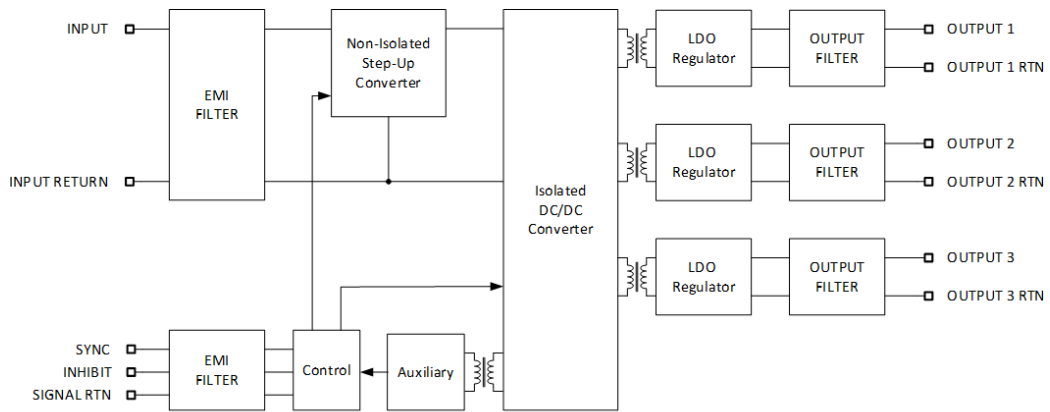 INPUT
INPUT RETURN
EMI
FILTER
Non-Isolated
Step-Up
Converter
Isolated
DC/DC
Converter
LDO
Regulator
OUTPUT
FILTER
OUTPUT 1
OUTPUT 1 RTN
LDO
Regulator
OUTPUT
FILTER
OUTPUT 2
OUTPUT 2 RTN
LDO
Regulator
OUTPUT
FILTER
OUTPUT 3
OUTPUT 3 RTN
SYNC
INHIBIT
SIGNAL RTN
EMI
FILTER
Control
Auxiliary